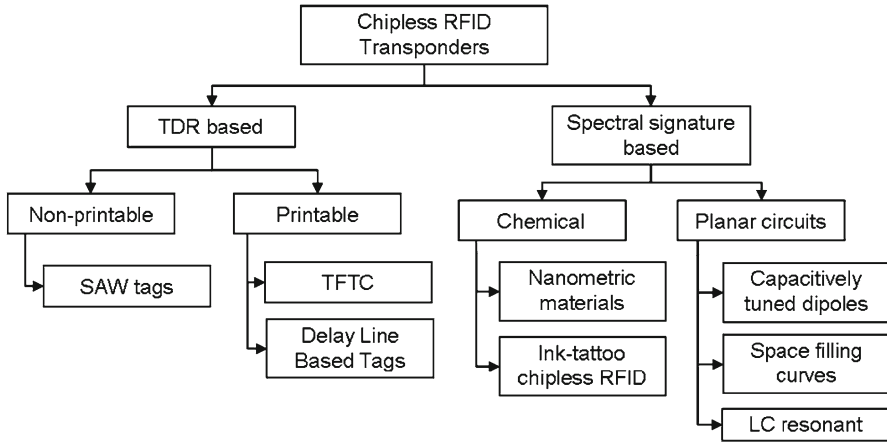 Chipless RFID
Transponders
TDR based
Spectral signature
based
Non-printable
Printable
Chemical
Planar circuits
SAW tags
TFTC
Delay Line
Based Tags
Nanometric
materials
Ink-tattoo
chipless RFID
Capacitively
tuned dipoles
Space filling
curves
LC resonant